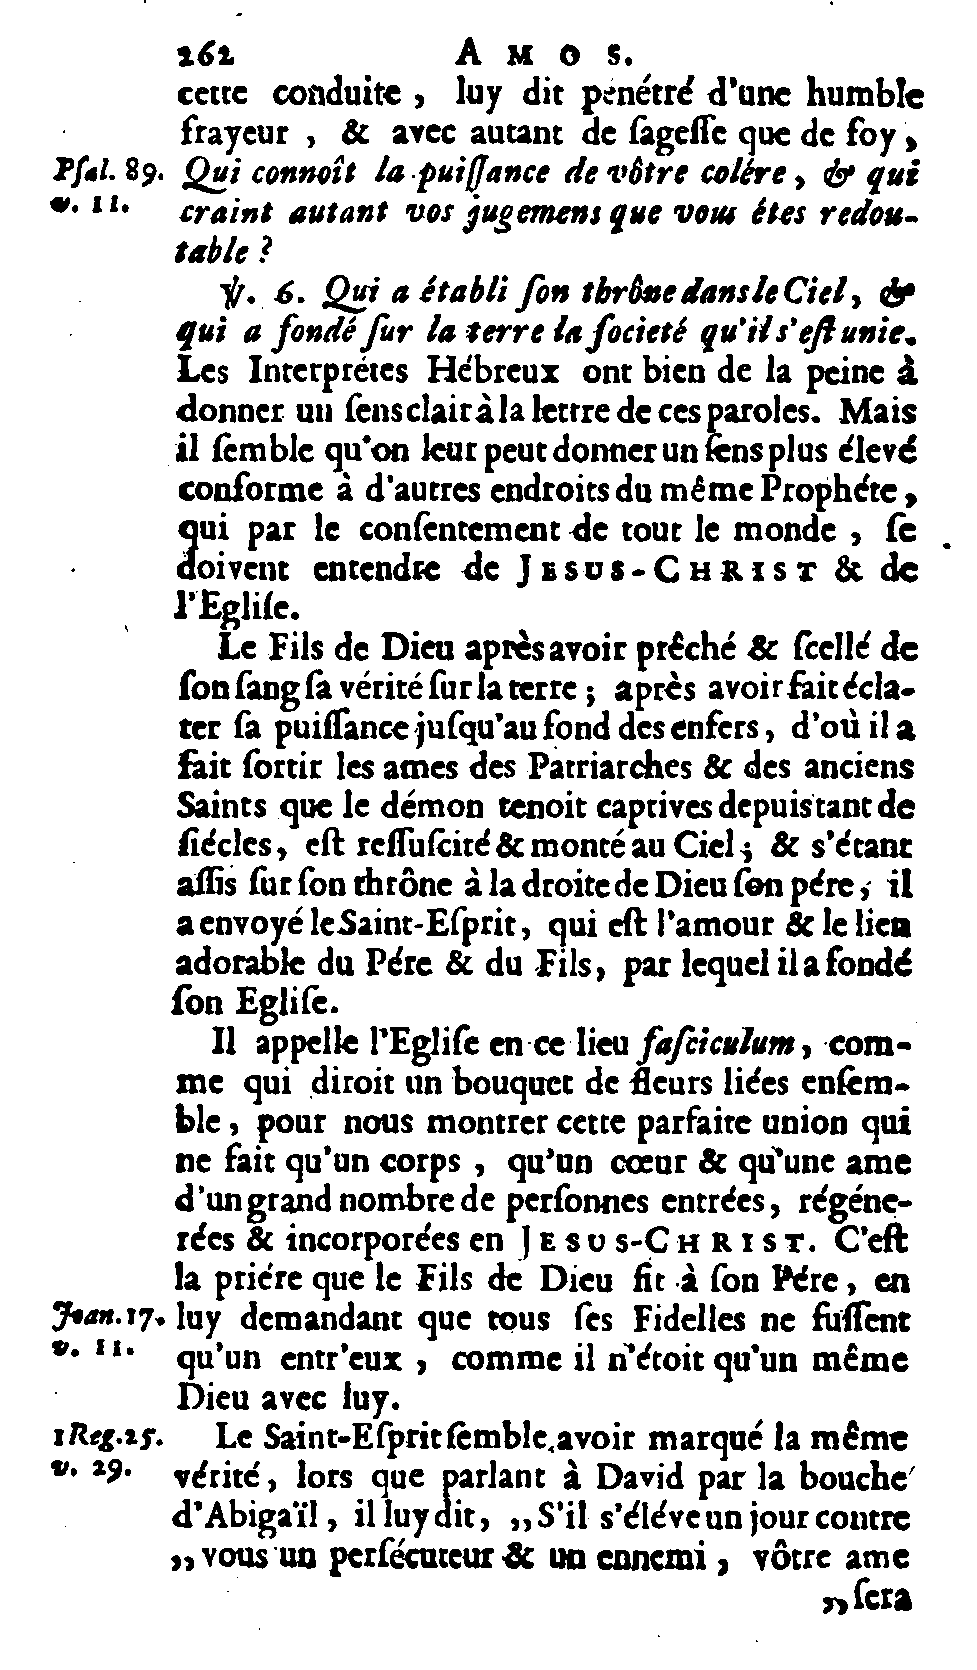 262 AMOS.
cette conduite, luy dit pénétré d'une humble
frayeur, & avec autant de ſageſſe que de foy,
Pſal. 89. Qui connoît la puiſſance de vôtre colére, & qui
v. 11. craint autant vos jugemens que vous étes redou-
table?
℣. 6. Qui a établi ſon thrône dans le Ciel, &
qui a fondé ſur la terre la ſocieté qu'il s'eſt unie.
Les Interprétes Hébreux ont bien de la peine à
donner un ſens clair à la lettre de ces paroles. Mais
il ſemble qu'on leur peut donner un ſens plus élevé
conforme à d'autres endroits du même Prophéte,
qui par le conſentement de tout le monde, ſe
doivent entendre de JESUS-CHRIST & de
l'Egliſe.
Le Fils de Dieu après avoir prêché & ſcellé de
ſon ſang ſa vérité ſur la terre; après avoir fait écla-
ter ſa puiſſance juſqu'au fond des enfers, d'où il a
fait ſortir les ames des Patriarches & des anciens
Saints que le démon tenoit captives depuis tant de
ſiécles, eſt reſſuſcité & monté au Ciel; & s'étant
aſſis ſur ſon thrône à la droite de Dieu ſon pére, il
a envoyé le Saint-Eſprit, qui eſt l'amour & le lien
adorable du Pére & du Fils, par lequel il a fondé
ſon Egliſe.
Il appelle l'Egliſe en ce lieu faſciculum, com-
me qui diroit un bouquet de fleurs liées enſem-
ble, pour nous montrer cette parfaite union qui
ne fait qu'un corps, qu'un cœur & qu'une ame
d'un grand nombre de perſonnes entrées, régéne-
rées & incorporées en JESUS-CHRIST. C'eſt
la priére que le Fils de Dieu fit à ſon Pére, en
Joan. 17. luy demandant que tous ſes Fidelles ne fuſſent
v. 11. qu'un entr'eux, comme il n'étoit qu'un même
Dieu avec luy.
1 Reg. 25. Le Saint-Eſprit ſemble avoir marqué la même
v. 29. vérité, lors que parlant à David par la bouche
d'Abigaïl, il luy dit, ,,S'il s'éléve un jour contre
,,vous un perſécuteur & un ennemi, vôtre ame
,,ſera